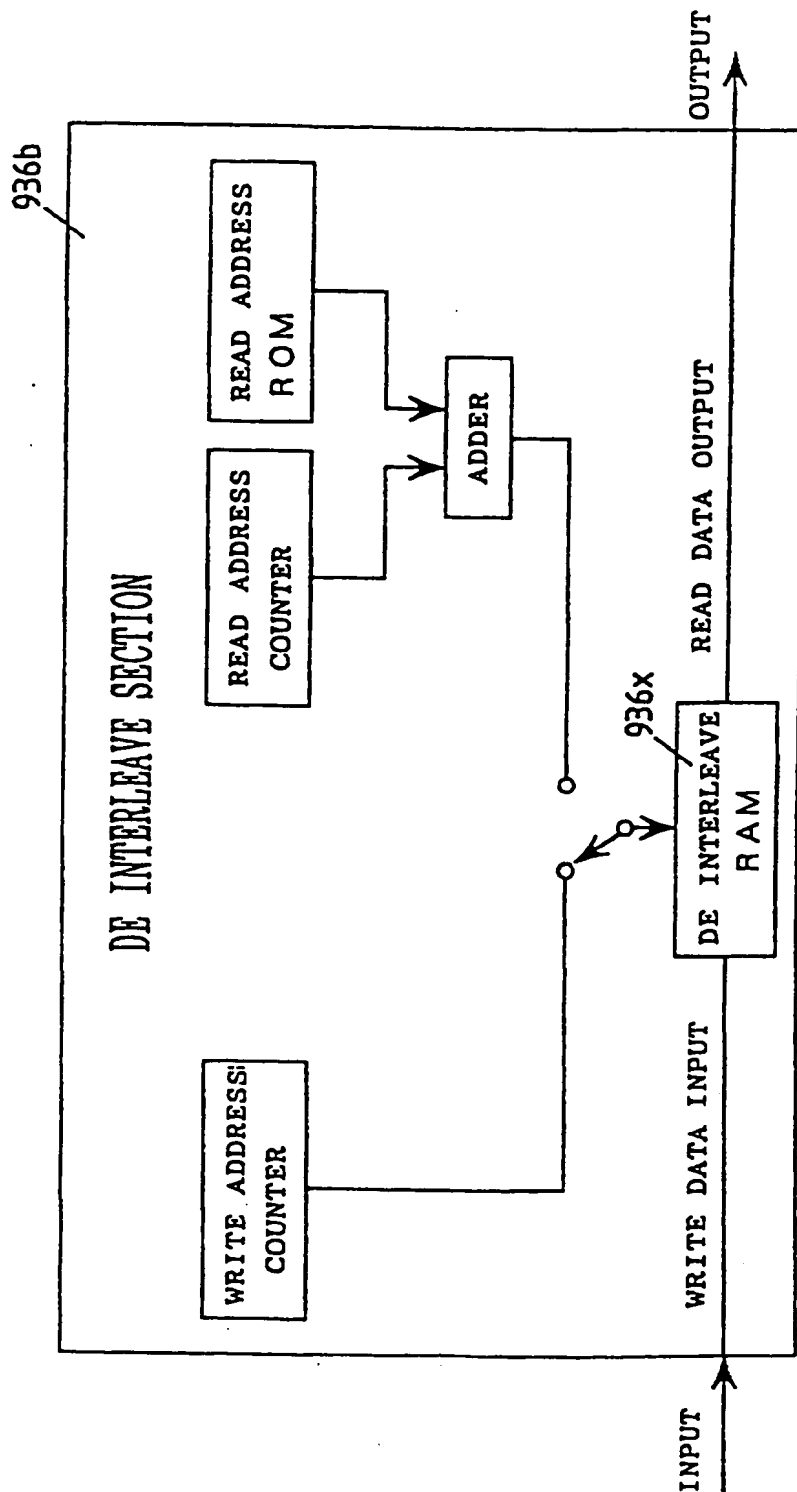 936b
DE INTERLEAVE SECTION
WRITE ADDRESS
COUNTER
READ ADDRESS
COUNTER
READ ADDRESS
ROM
ADDER
936x
INPUT
WRITE DATA INPUT
DE INTERLEAVE
RAM
READ DATA OUTPUT
OUTPUT